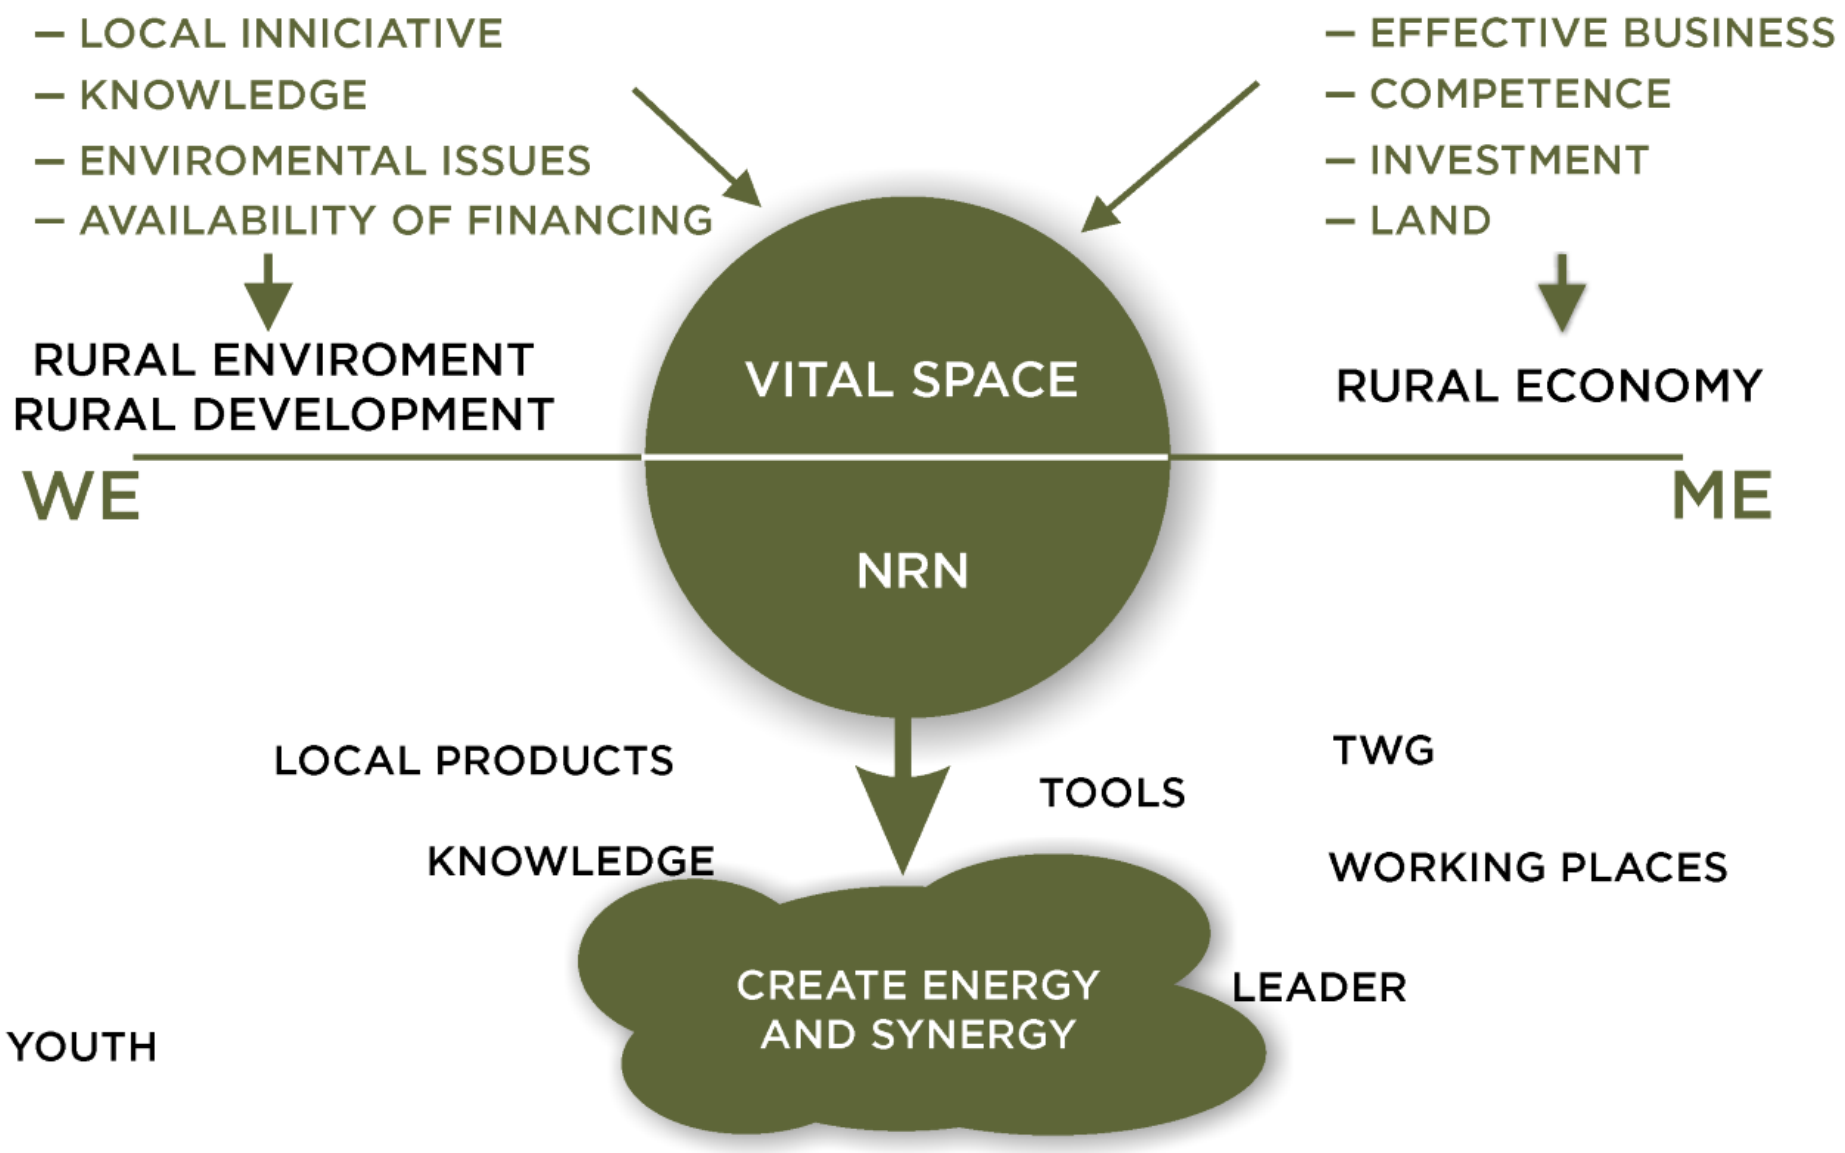 – LOCAL INNICIATIVE
– KNOWLEDGE
– ENVIROMENTAL ISSUES
– AVAILABILITY OF FINANCING
RURAL ENVIROMENT
RURAL DEVELOPMENT
WE
– EFFECTIVE BUSINESS
– COMPETENCE
– INVESTMENT
– LAND
RURAL ECONOMY
ME
VITAL SPACE
NRN
LOCAL PRODUCTS
KNOWLEDGE
YOUTH
TOOLS
TWG
WORKING PLACES
LEADER
CREATE ENERGY
AND SYNERGY